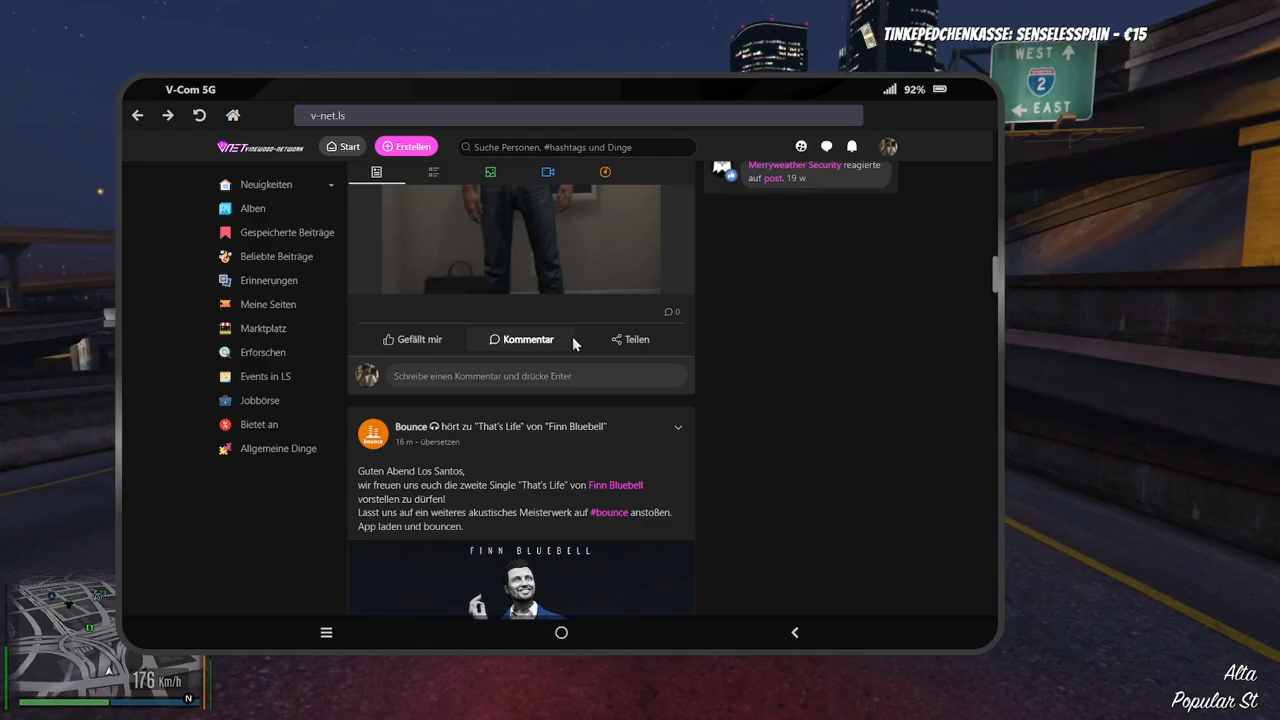 TINKEPEDCHENKASSE: SENSELESSPAIN - €15
WEST
2
EAST
V-Com 5G
92%
v-net.ls
VNET VINEWOOD-NETWORK
Start
Erstellen
Suche Personen, #hashtags und Dinge
Neuigkeiten
Alben
Gespeicherte Beiträge
Beliebte Beiträge
Erinnerungen
Meine Seiten
Marktplatz
Erforschen
Events in LS
Jobbörse
Bietet an
Allgemeine Dinge
Merryweather Security reagierte
auf post. 19 w
0
Gefällt mir
Kommentar
Teilen
Schreibe einen Kommentar und drücke Enter
bounce
Bounce hört zu "That's Life" von "Finn Bluebell"
16 m - übersetzen
Guten Abend Los Santos,
wir freuen uns euch die zweite Single "That's Life" von Finn Bluebell
vorstellen zu dürfen!
Lasst uns auf ein weiteres akustisches Meisterwerk auf #bounce anstoßen.
App laden und bouncen.
FINN BLUEBELL
176 Km/h
N
Alta
Popular St